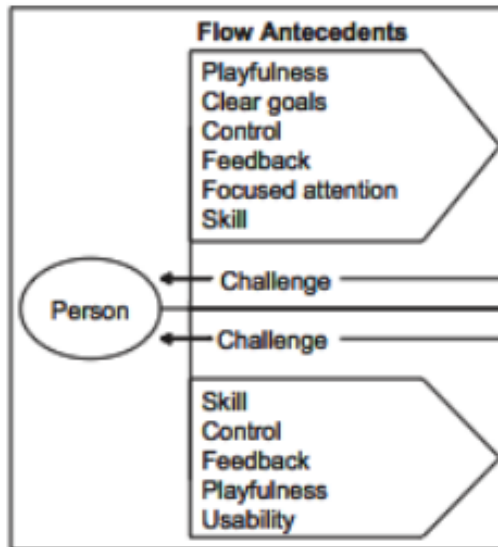 Flow Antecedents
Playfulness
Clear goals
Control
Feedback
Focused attention
Skill
Challenge
Person
Challenge
Skill
Control
Feedback
Playfulness
Usability